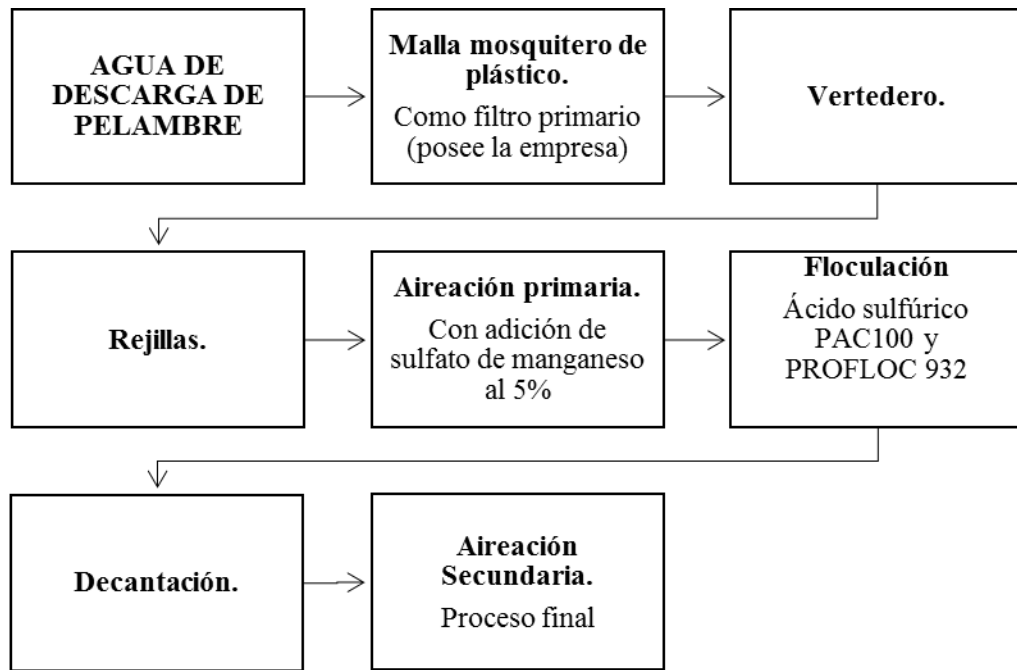 AGUA DE
DESCARGA DE
PELAMBRE
Malla mosquitero de
plástico.
Como filtro primario
(posee la empresa)
Vertedero.
Rejillas.
Aireación primaria.
Con adición de
sulfato de manganeso
al 5%
Floculación
Ácido sulfúrico
PAC100 y
PROFLOC 932
Decantación.
Aireación
Secundaria.
Proceso final